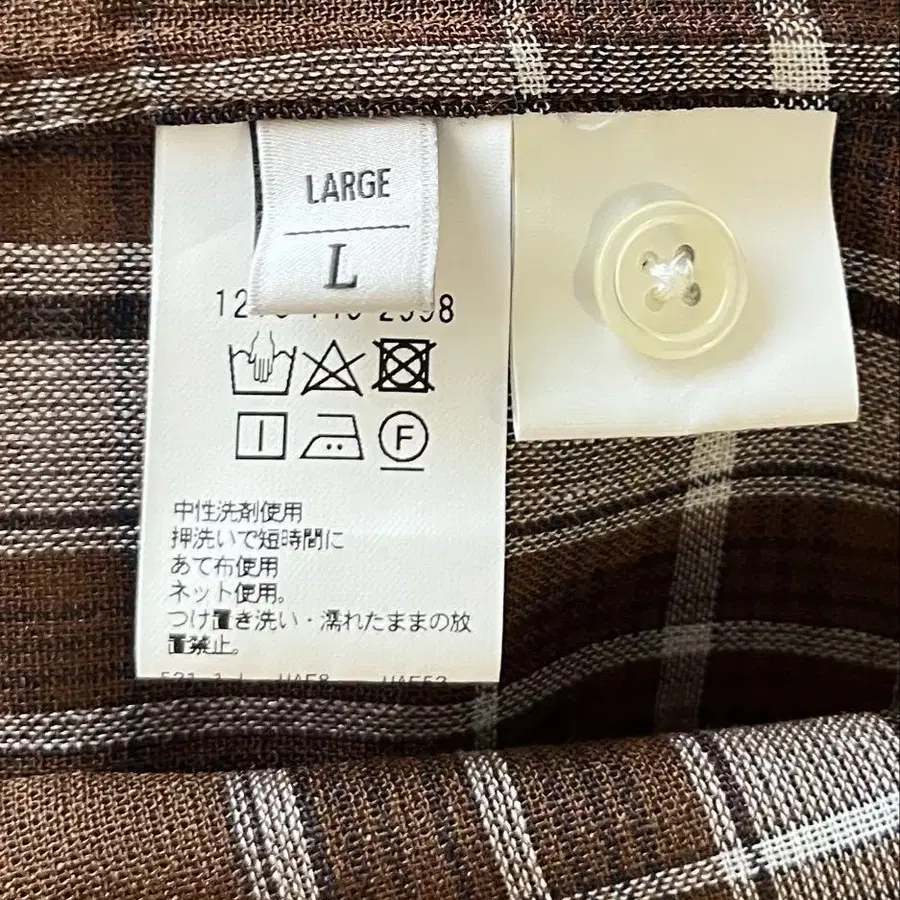 LARGE
L
中性洗剤使用
押洗いで短時間に
あて布使用
ネット使用。
つけ置き洗い・濡れたままの放
置禁止。
F